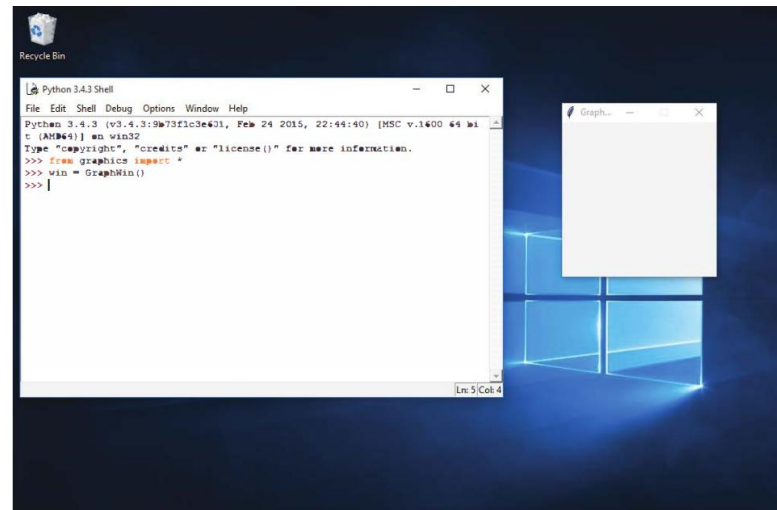 Recycle Bin
Python 3.4.3 Shell
File Edit Shell Debug Options Window Help
Python 3.4.3 (v3.4.3:9b73f1c3e601, Feb 24 2015, 22:44:40) [MSC v.1600 64 bi
t (AMD64)] on win32
Type "copyright", "credits" or "license()" for more information.
>>> from graphics import *
>>> win = GraphWin()
>>>
Ln: 5 Col: 4
Graph...